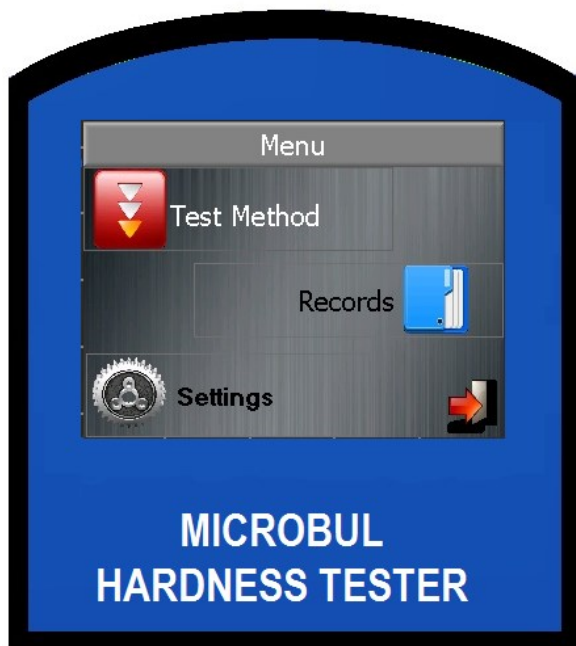 Menu
Test Method
Records
Settings
MICROBUL
HARDNESS TESTER